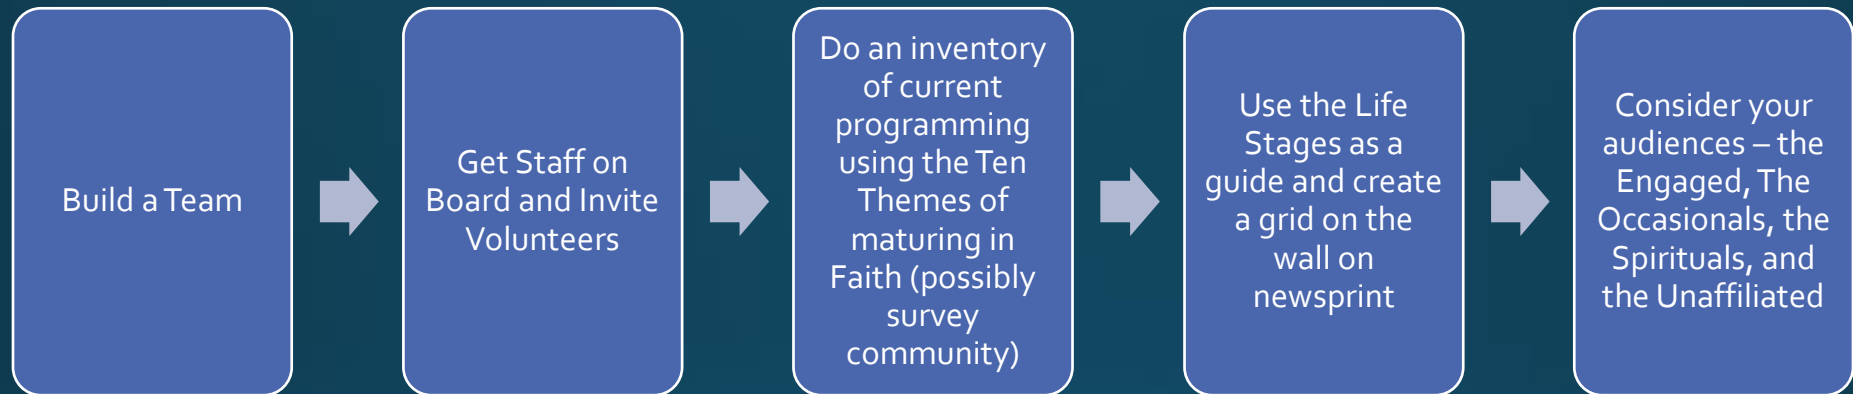 Build a Team
Get Staff on
Board and Invite
Volunteers
Do an inventory
of current
programming
using the Ten
Themes of
maturing in
Faith (possibly
survey
community)
Use the Life
Stages as a
guide and create
a grid on the
wall on
newsprint
Consider your
audiences – the
Engaged, The
Occasionals, the
Spirituals, and
the Unaffiliated